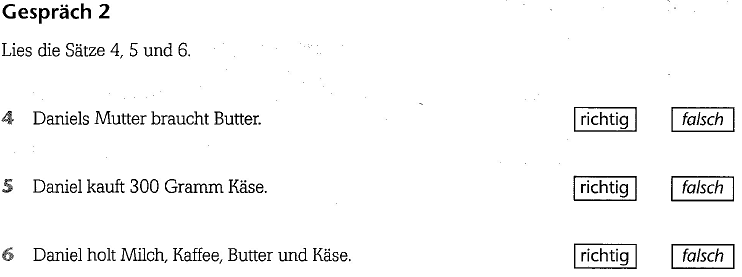 Gespräch 2
Lies die Sätze 4, 5 und 6.
4 Daniels Mutter braucht Butter. richtig falsch
5 Daniel kauft 300 Gramm Käse. richtig falsch
6 Daniel holt Milch, Kaffee, Butter und Käse. richtig falsch